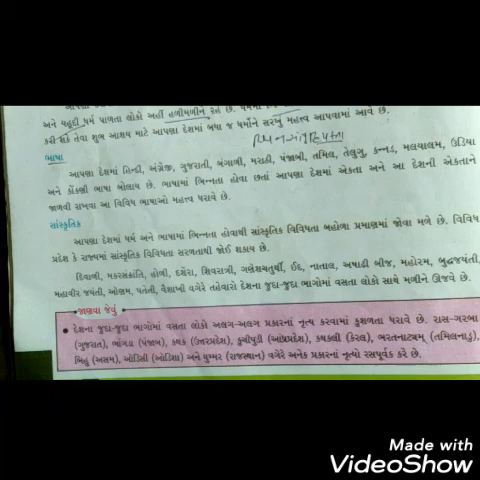 અને યહૂદી ધર્મ પાળતા લોકો અહીં હળીમળીને રહે છે.
કરી શકે તેવા શુભ આશય માટે આપણા દેશમાં બધા જ ધર્મોને સરખું મહત્ત્વ આપવામાં આવે છે.
ભાષા
આપણા દેશમાં હિન્દી, અંગ્રેજી, ગુજરાતી, બંગાળી, મરાઠી, પંજાબી, તમિલ, તેલુગુ, કન્નડ, મલયાલમ, ઉડિયા
અને કોંકણી ભાષા બોલાય છે. ભાષામાં ભિન્નતા હોવા છતાં આપણા દેશમાં એકતા અને આ દેશની એકતાને
જાળવી રાખવા આ વિવિધ ભાષાઓ મહત્ત્વ ધરાવે છે.
સાંસ્કૃતિક
આપણા દેશમાં ધર્મ અને ભાષામાં ભિન્નતા હોવાથી સાંસ્કૃતિક વિવિધતા બહોળા પ્રમાણમાં જોવા મળે છે. વિવિધ
પ્રદેશ કે રાજ્યમાં સાંસ્કૃતિક વિવિધતા સરળતાથી જોઈ શકાય છે.
દિવાળી, મકરસંક્રાંતિ, હોળી, દશેરા, શિવરાત્રી, ગણેશચતુર્થી, ઈદ, નાતાલ, અષાઢી બીજ, મહોરમ, બુદ્ધજયંતી,
મહાવીર જયંતી, ઓણમ, પતેતી, વૈશાખી વગેરે તહેવારો દેશના જુદા-જુદા ભાગોમાં વસતા લોકો સાથે મળીને ઊજવે છે.
જાણવા જેવું
• દેશના જુદા-જુદા ભાગોમાં વસતા લોકો અલગ-અલગ પ્રકારનાં નૃત્ય કરવામાં કુશળતા ધરાવે છે. રાસ-ગરબા
(ગુજરાત), ભાંગડા (પંજાબ), કથક (ઉત્તરપ્રદેશ), કૂચીપુડી (આંધ્રપ્રદેશ), કથકલી (કેરલ), ભરતનાટ્યમ્ (તમિલનાડુ),
બિહુ (અસમ), ઓડિસી (ઓડિશા) અને ઘુમ્મર (રાજસ્થાન) વગેરે અનેક પ્રકારનાં નૃત્યો રસપૂર્વક કરે છે.
Made with
VideoShow